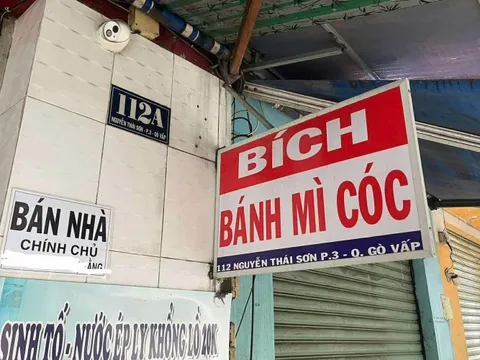 112A
NGUYỄN THÁI SƠN - P.3 - GÒ VẤP
BÍCH
BÁNH MÌ CÓC
112 NGUYỄN THÁI SƠN P.3 - Q. GÒ VẤP
BÁN NHÀ
CHÍNH CHỦ
SINH TỐ - NƯỚC ÉP LY KHỔNG LỒ 20K